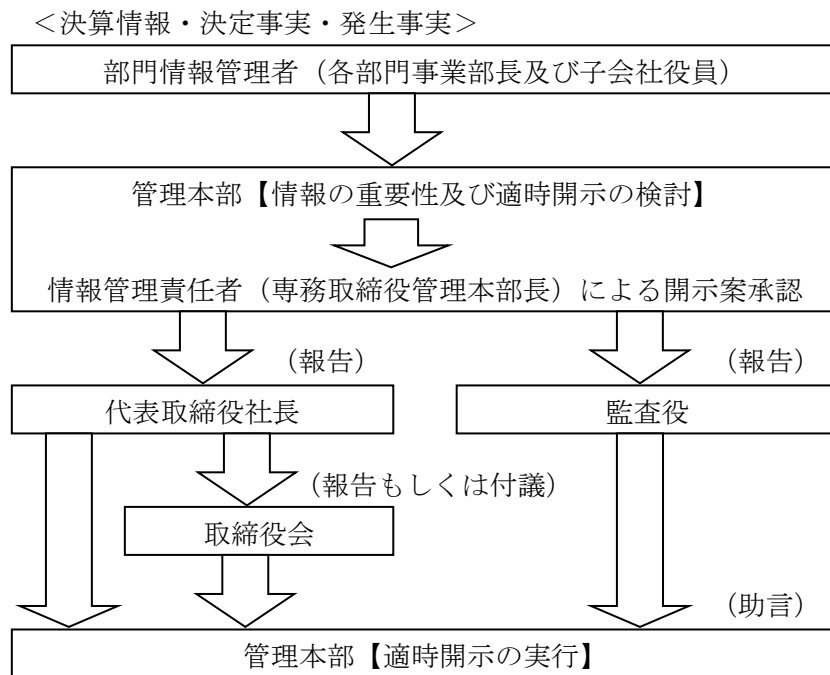 ＜決算情報・決定事実・発生事実＞
部門情報管理者（各部門事業部長及び子会社役員）
管理本部【情報の重要性及び適時開示の検討】
情報管理責任者（専務取締役管理本部長）による開示案承認
（報告）
（報告）
代表取締役社長
監査役
（報告もしくは付議）
取締役会
（助言）
管理本部【適時開示の実行】